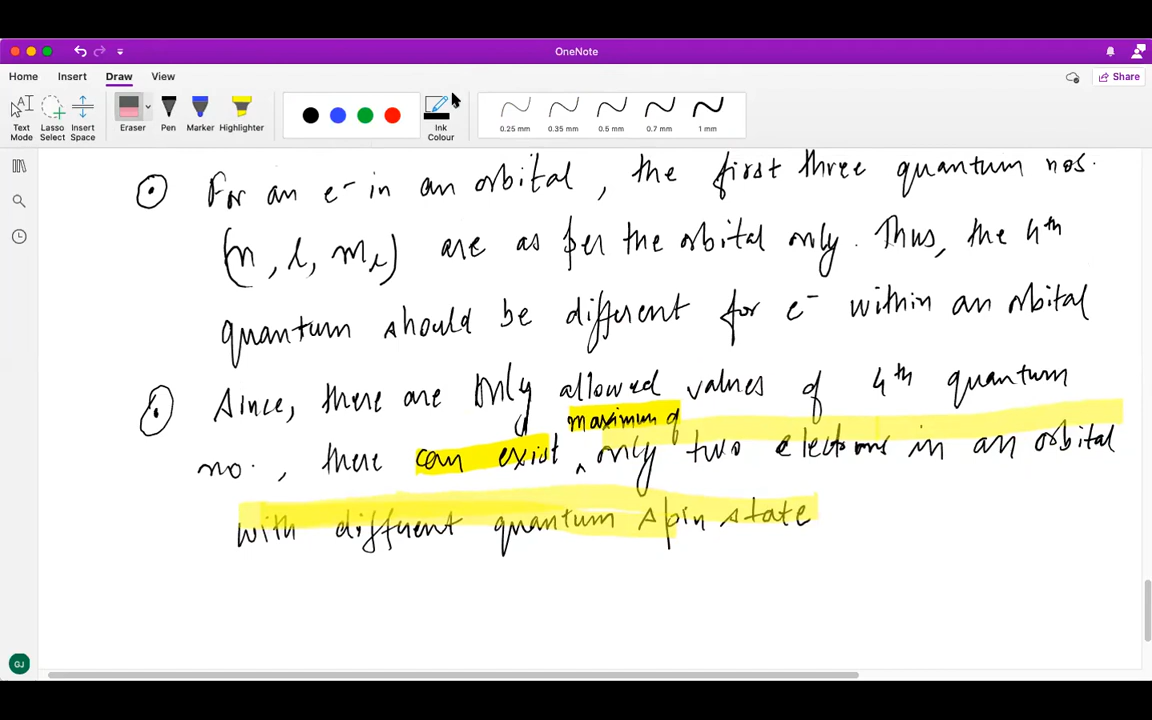 OneNote
Home Insert Draw View
Share
Text Mode
Lasso Select
Insert Space
Eraser
Pen
Marker
Highlighter
Ink Colour
0.25 mm
0.35 mm
0.5 mm
0.7 mm
1 mm
For an e⁻ in an orbital, the first three quantum nos.
(n, l, mₗ) are as per the orbital only. Thus, the 4th
quantum should be different for e⁻ within an orbital
Since, there are only allowed values of 4th quantum
maximum of
no., there can exist ^ only two electrons in an orbital
with different quantum spin state
GJ